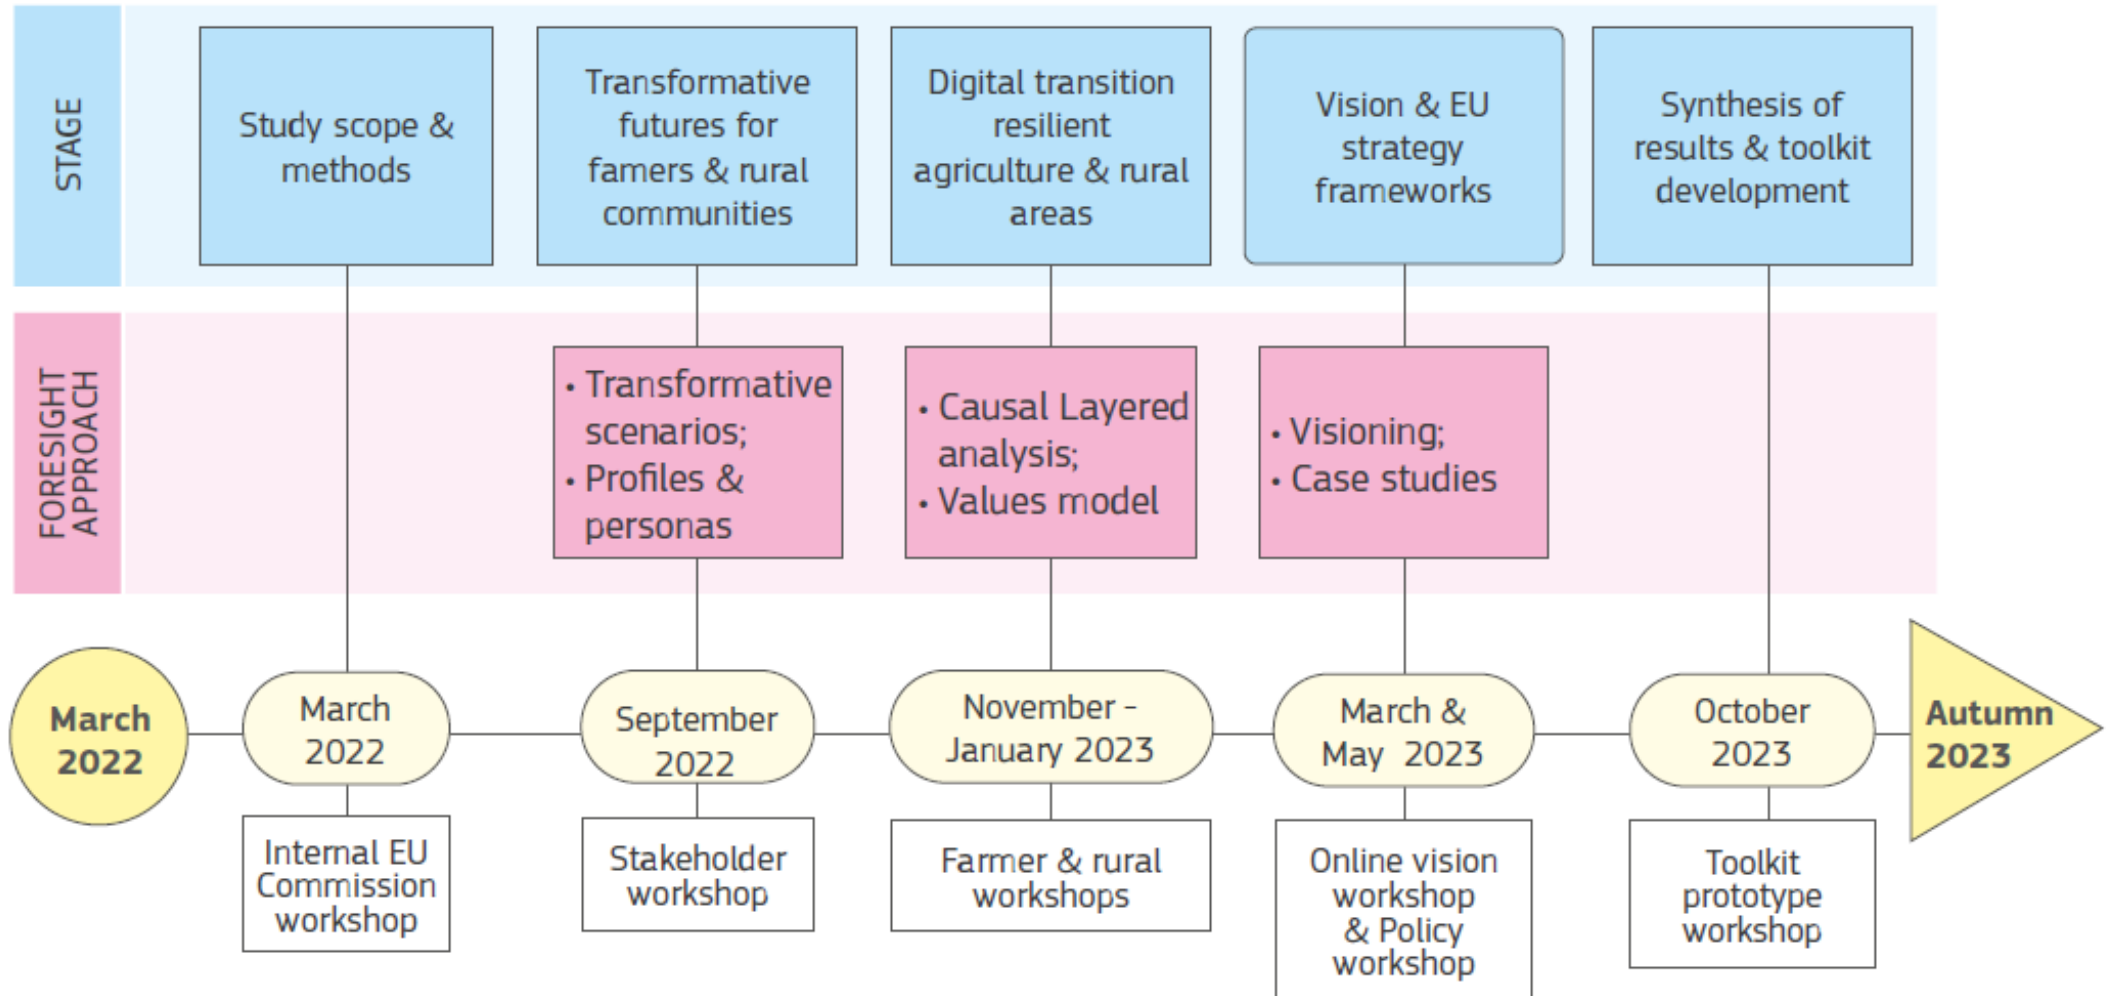 STAGE
Study scope &
methods
Transformative
futures for
famers & rural
communities
Digital transition
resilient
agriculture & rural
areas
Vision & EU
strategy
frameworks
Synthesis of
results & toolkit
development
FORESIGHT
APPROACH
• Transformative
scenarios;
• Profiles &
personas
• Causal Layered
analysis;
• Values model
• Visioning;
• Case studies
March
2022
March
2022
September
2022
November -
January 2023
March &
May 2023
October
2023
Autumn
2023
Internal EU
Commission
workshop
Stakeholder
workshop
Farmer & rural
workshops
Online vision
workshop
& Policy
workshop
Toolkit
prototype
workshop